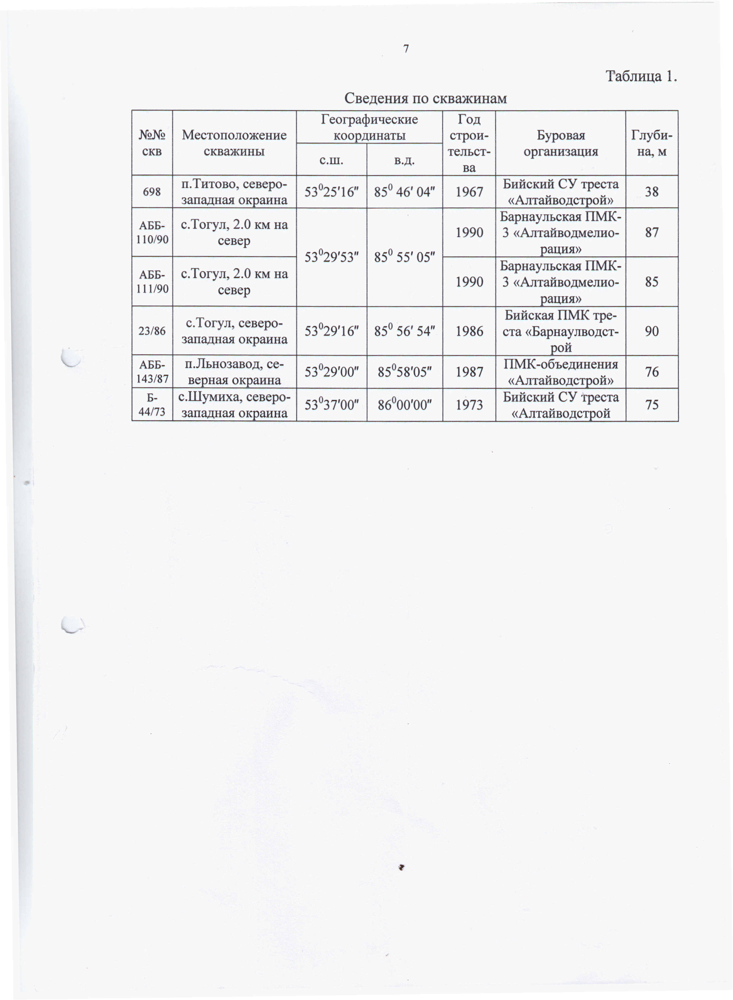 7
Таблица 1.
Сведения по скважинам
№№
скв
Местоположение
скважины
Географические
координаты
с.ш.
в.д.
Год
строи-
тельст-
ва
Буровая
организация
Глуби-
на, м
698
п.Титово, северо-
западная окраина
53⁰25'16"
85⁰ 46' 04"
1967
Бийский СУ треста
«Алтайводстрой»
38
АББ-
110/90
с.Тогул, 2.0 км на
север
53⁰29'53"
85⁰ 55' 05"
1990
Барнаульская ПМК-
3 «Алтайводмелио-
рация»
87
АББ-
111/90
с.Тогул, 2.0 км на
север
1990
Барнаульская ПМК-
3 «Алтайводмелио-
рация»
85
23/86
с.Тогул, северо-
западная окраина
53⁰29'16"
85⁰ 56' 54"
1986
Бийская ПМК тре-
ста «Барнаулводст-
рой
90
АББ-
143/87
п.Льнозавод, се-
верная окраина
53⁰29'00"
85⁰58'05"
1987
ПМК-объединения
«Алтайводстрой»
76
Б-
44/73
с.Шумиха, северо-
западная окраина
53⁰37'00"
86⁰00'00"
1973
Бийский СУ треста
«Алтайводстрой
75